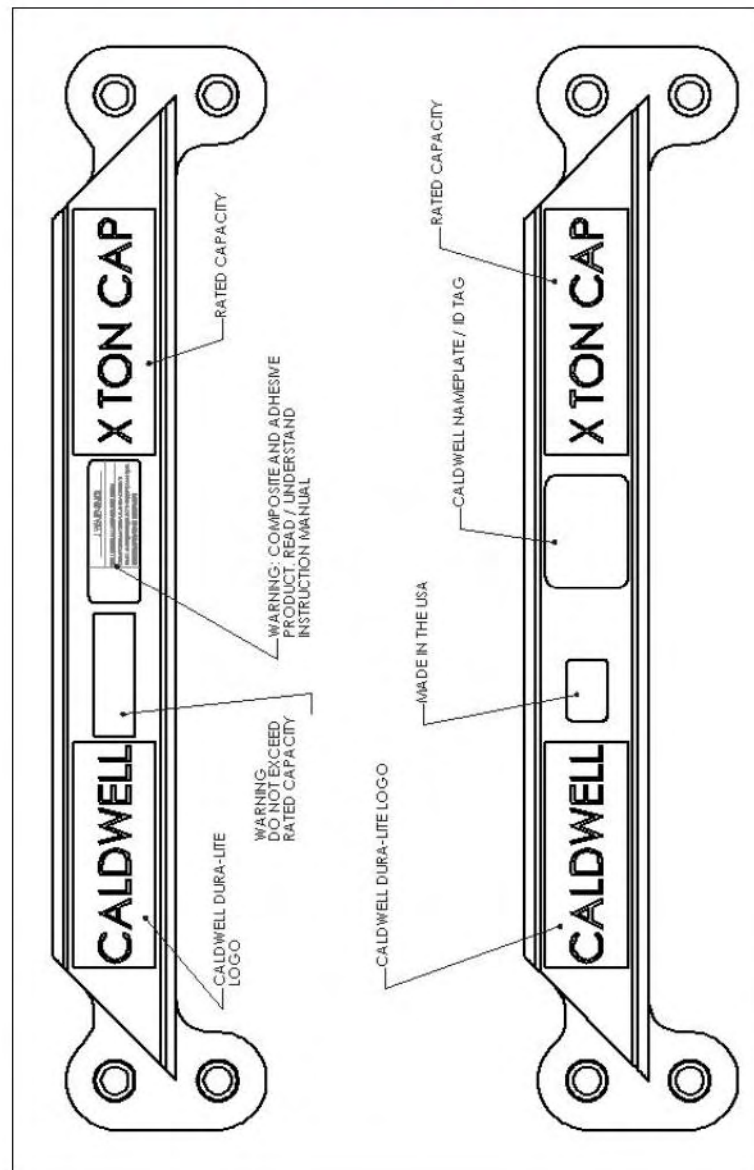 CALDWELL
X TON CAP
CALDWELL DURA-LITE
LOGO
WARNING
DO NOT EXCEED
RATED CAPACITY
WARNING: COMPOSITE AND ADHESIVE
PRODUCT. READ / UNDERSTAND
INSTRUCTION MANUAL
RATED CAPACITY
WARNING
CALDWELL DURA-LITE LOGO
MADE IN THE USA
CALDWELL NAMEPLATE / ID TAG
RATED CAPACITY
CALDWELL
X TON CAP